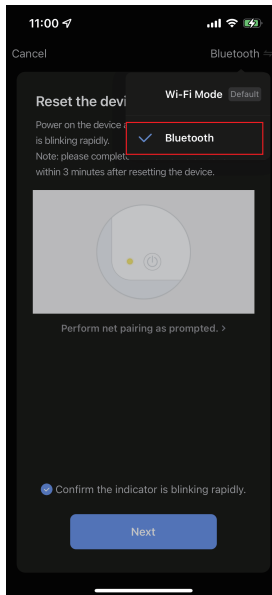 11:00
Cancel
Bluetooth
Wi-Fi Mode Default
Bluetooth
Reset the devi
Power on the device a
is blinking rapidly.
Note: please complete
within 3 minutes after resetting the device.
Perform net pairing as prompted. >
Confirm the indicator is blinking rapidly.
Next